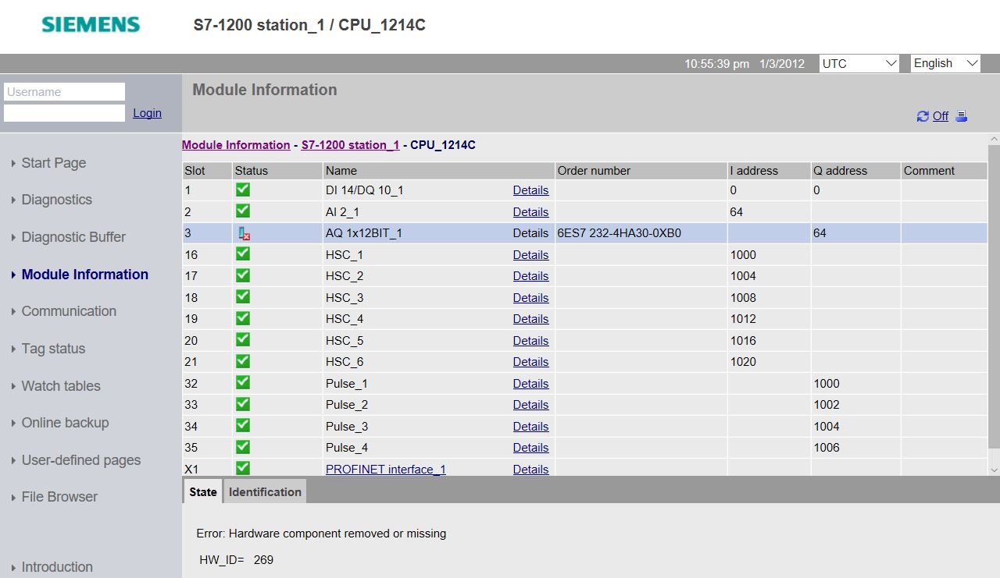 SIEMENS
S7-1200 station_1 / CPU_1214C
10:55:39 pm 1/3/2012 UTC English
Username
Login
Module Information
Off
Module Information - S7-1200 station_1 - CPU_1214C
Start Page
Diagnostics
Diagnostic Buffer
Module Information
Communication
Tag status
Watch tables
Online backup
User-defined pages
File Browser
Introduction
Slot Status Name Order number I address Q address Comment
1 DI 14/DQ 10_1 Details 0 0
2 AI 2_1 Details 64
3 AQ 1x12BIT_1 Details 6ES7 232-4HA30-0XB0 64
16 HSC_1 Details 1000
17 HSC_2 Details 1004
18 HSC_3 Details 1008
19 HSC_4 Details 1012
20 HSC_5 Details 1016
21 HSC_6 Details 1020
32 Pulse_1 Details 1000
33 Pulse_2 Details 1002
34 Pulse_3 Details 1004
35 Pulse_4 Details 1006
X1 PROFINET interface_1 Details
State Identification
Error: Hardware component removed or missing
HW_ID= 269